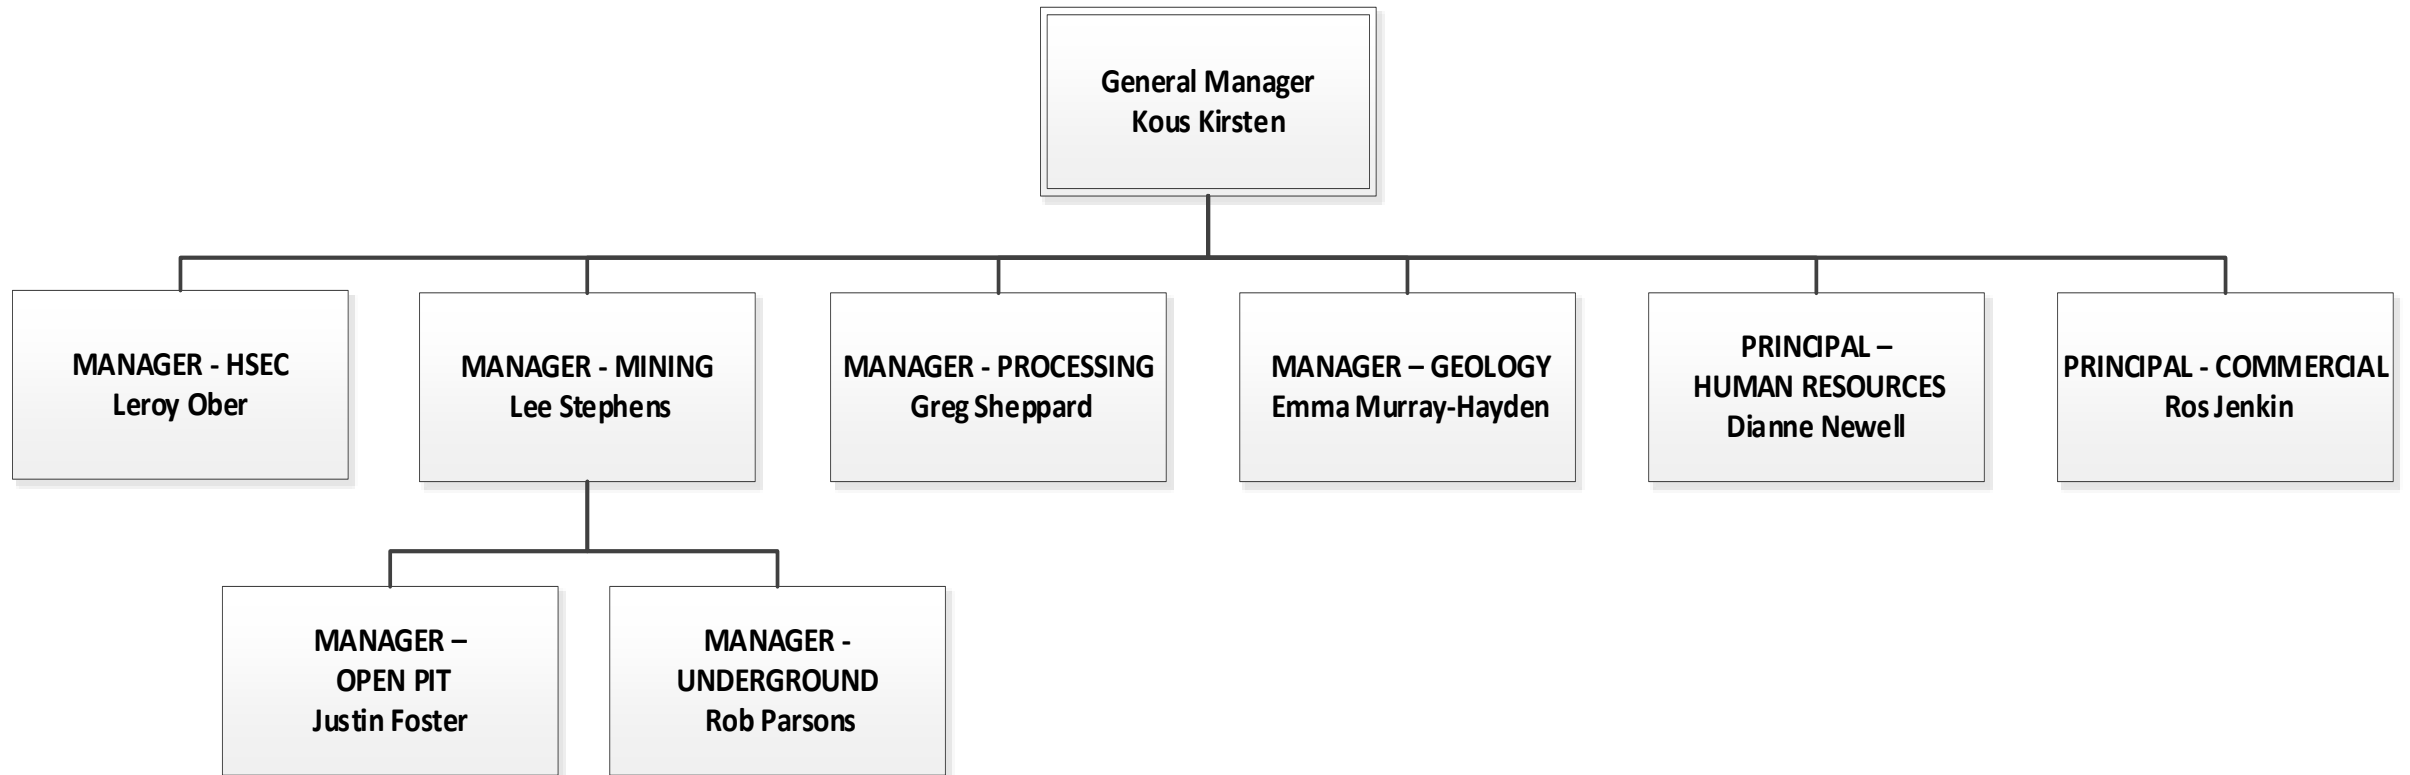 General Manager
Kous Kirsten
MANAGER - HSEC
Leroy Ober
MANAGER - MINING
Lee Stephens
MANAGER - PROCESSING
Greg Sheppard
MANAGER – GEOLOGY
Emma Murray-Hayden
PRINCIPAL –
HUMAN RESOURCES
Dianne Newell
PRINCIPAL - COMMERCIAL
Ros Jenkin
MANAGER –
OPEN PIT
Justin Foster
MANAGER -
UNDERGROUND
Rob Parsons